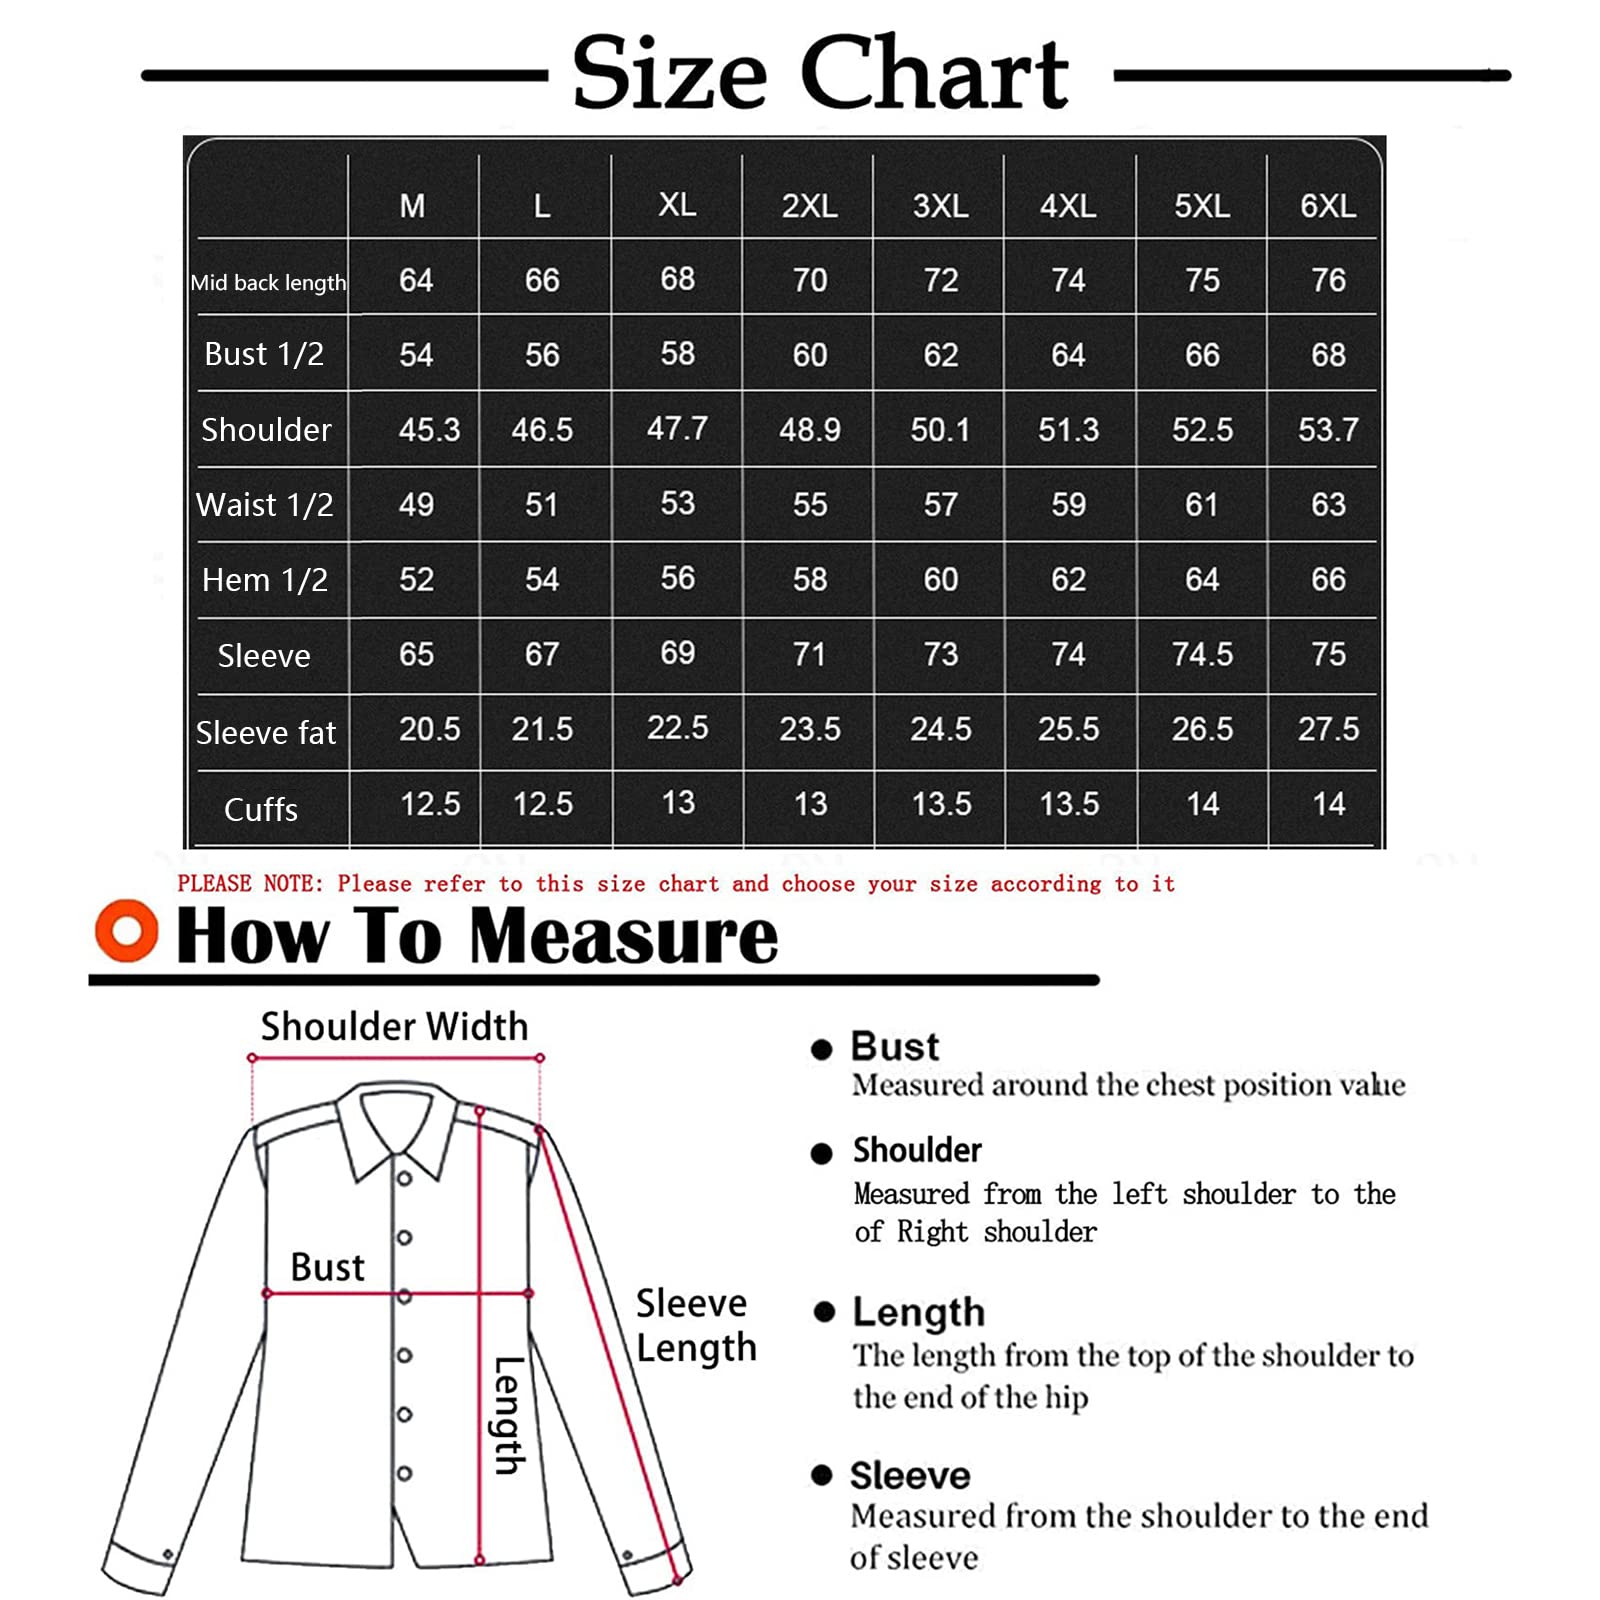 Size Chart
M L XL 2XL 3XL 4XL 5XL 6XL
Mid back length 64 66 68 70 72 74 75 76
Bust 1/2 54 56 58 60 62 64 66 68
Shoulder 45.3 46.5 47.7 48.9 50.1 51.3 52.5 53.7
Waist 1/2 49 51 53 55 57 59 61 63
Hem 1/2 52 54 56 58 60 62 64 66
Sleeve 65 67 69 71 73 74 74.5 75
Sleeve fat 20.5 21.5 22.5 23.5 24.5 25.5 26.5 27.5
Cuffs 12.5 12.5 13 13 13.5 13.5 14 14
PLEASE NOTE: Please refer to this size chart and choose your size according to it
How To Measure
Shoulder Width
Bust
Length
Sleeve
Length
Bust
Measured around the chest position value
Shoulder
Measured from the left shoulder to the
of Right shoulder
Length
The length from the top of the shoulder to
the end of the hip
Sleeve
Measured from the shoulder to the end
of sleeve